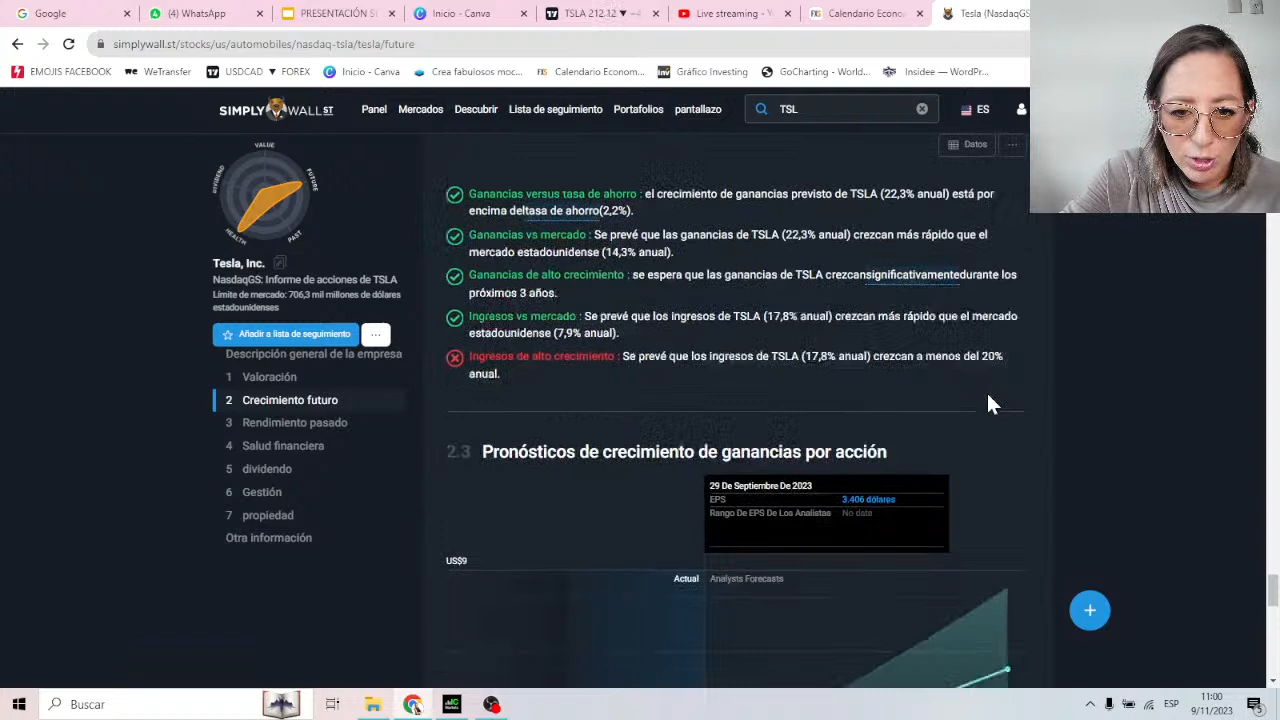 Google
(4) WhatsApp
PRESENTACIÓN S
Inicio - Canva
TSLA 212.12 ▼ −4
Live streaming - Y
Calendario Econo
Tesla (NasdaqGS
simplywall.st/stocks/us/automobiles/nasdaq-tsla/tesla/future
EMOJIS FACEBOOK
WeTransfer
USDCAD ▼ FOREX
Inicio - Canva
Crea fabulosos moc...
Calendario Econom...
Gráfico Investing
GoCharting - World...
Insidee — WordPr...
SIMPLY WALL ST
Panel
Mercados
Descubrir
Lista de seguimiento
Portafolios
pantallazo
TSL
ES
Datos
VALUE
FUTURE
PAST
HEALTH
DIVIDEND
Tesla, Inc.
NasdaqGS: Informe de acciones de TSLA
Límite de mercado: 706,3 mil millones de dólares
estadounidenses
Añadir a lista de seguimiento
...
Descripción general de la empresa
1 Valoración
2 Crecimiento futuro
3 Rendimiento pasado
4 Salud financiera
5 dividendo
6 Gestión
7 propiedad
Otra información
Ganancias versus tasa de ahorro : el crecimiento de ganancias previsto de TSLA (22,3% anual) está por
encima deltasa de ahorro(2,2%).
Ganancias vs mercado : Se prevé que las ganancias de TSLA (22,3% anual) crezcan más rápido que el
mercado estadounidense (14,3% anual).
Ganancias de alto crecimiento : se espera que las ganancias de TSLA crezcansignificativamentedurante los
próximos 3 años.
Ingresos vs mercado : Se prevé que los ingresos de TSLA (17,8% anual) crezcan más rápido que el mercado
estadounidense (7,9% anual).
Ingresos de alto crecimiento : Se prevé que los ingresos de TSLA (17,8% anual) crezcan a menos del 20%
anual.
2.3 Pronósticos de crecimiento de ganancias por acción
29 De Septiembre De 2023
EPS 3.406 dólares
Rango De EPS De Los Analistas No data
US$9
Actual
Analysts Forecasts
Buscar
ESP
11:00
9/11/2023